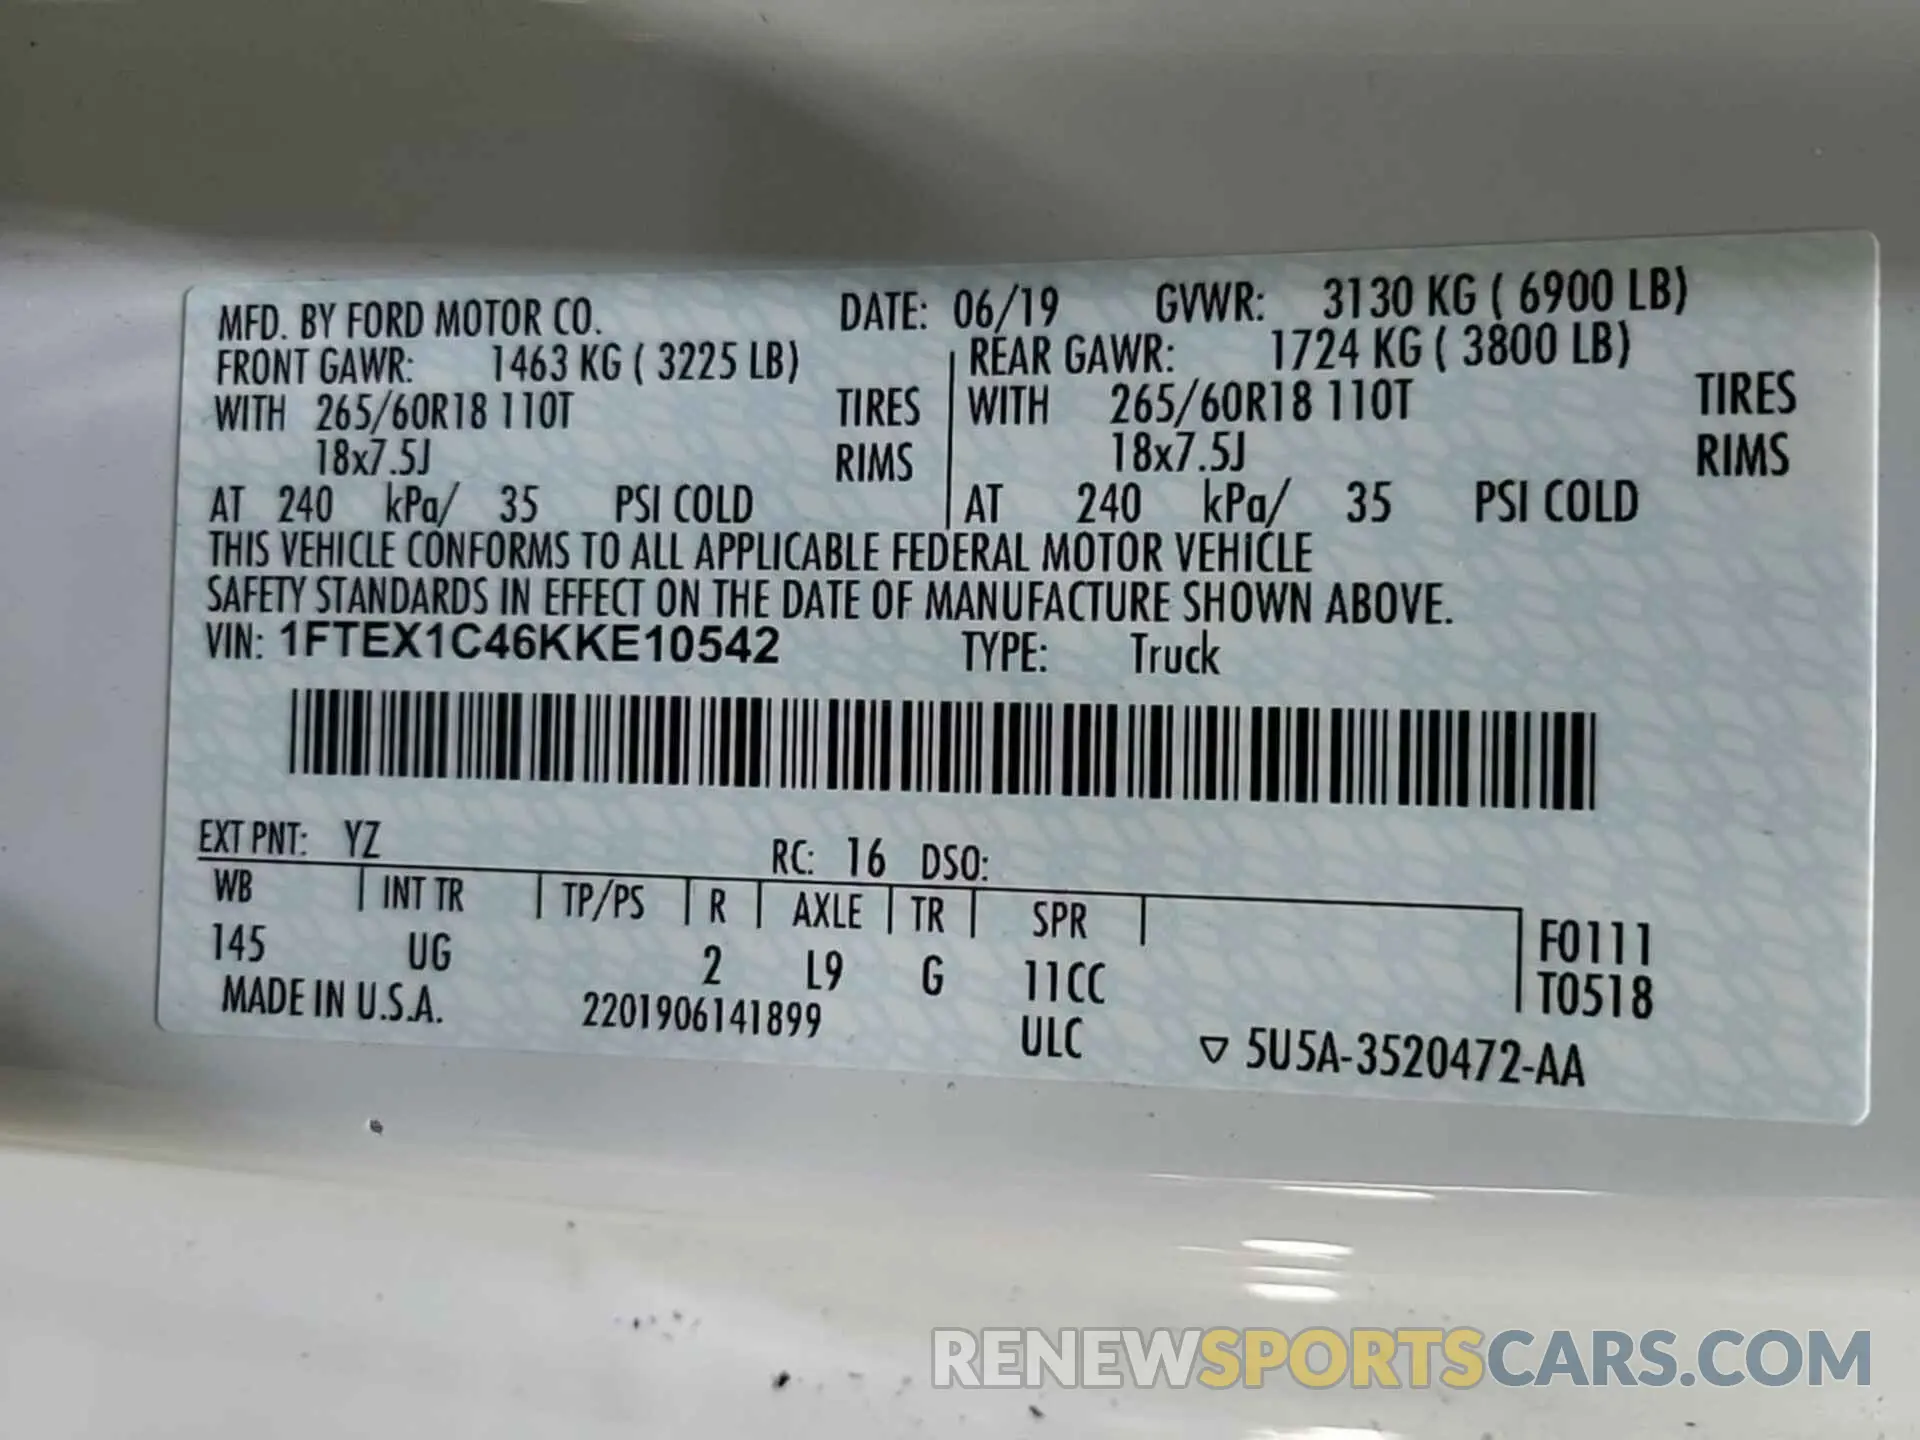 MFD. BY FORD MOTOR CO. DATE: 06/19 GVWR: 3130 KG ( 6900 LB)
FRONT GAWR: 1463 KG ( 3225 LB) REAR GAWR: 1724 KG ( 3800 LB)
WITH 265/60R18 110T TIRES WITH 265/60R18 110T TIRES
18x7.5J RIMS 18x7.5J RIMS
AT 240 kPa/ 35 PSI COLD AT 240 kPa/ 35 PSI COLD
THIS VEHICLE CONFORMS TO ALL APPLICABLE FEDERAL MOTOR VEHICLE
SAFETY STANDARDS IN EFFECT ON THE DATE OF MANUFACTURE SHOWN ABOVE.
VIN: 1FTEX1C46KKE10542 TYPE: Truck
EXT PNT: YZ RC: 16 DSO:
WB INT TR TP/PS R AXLE TR SPR F0111
145 UG 2 L9 G 11CC T0518
MADE IN U.S.A. 2201906141899 ULC ▽ 5U5A-3520472-AA
RENEWSPORTSCARS.COM